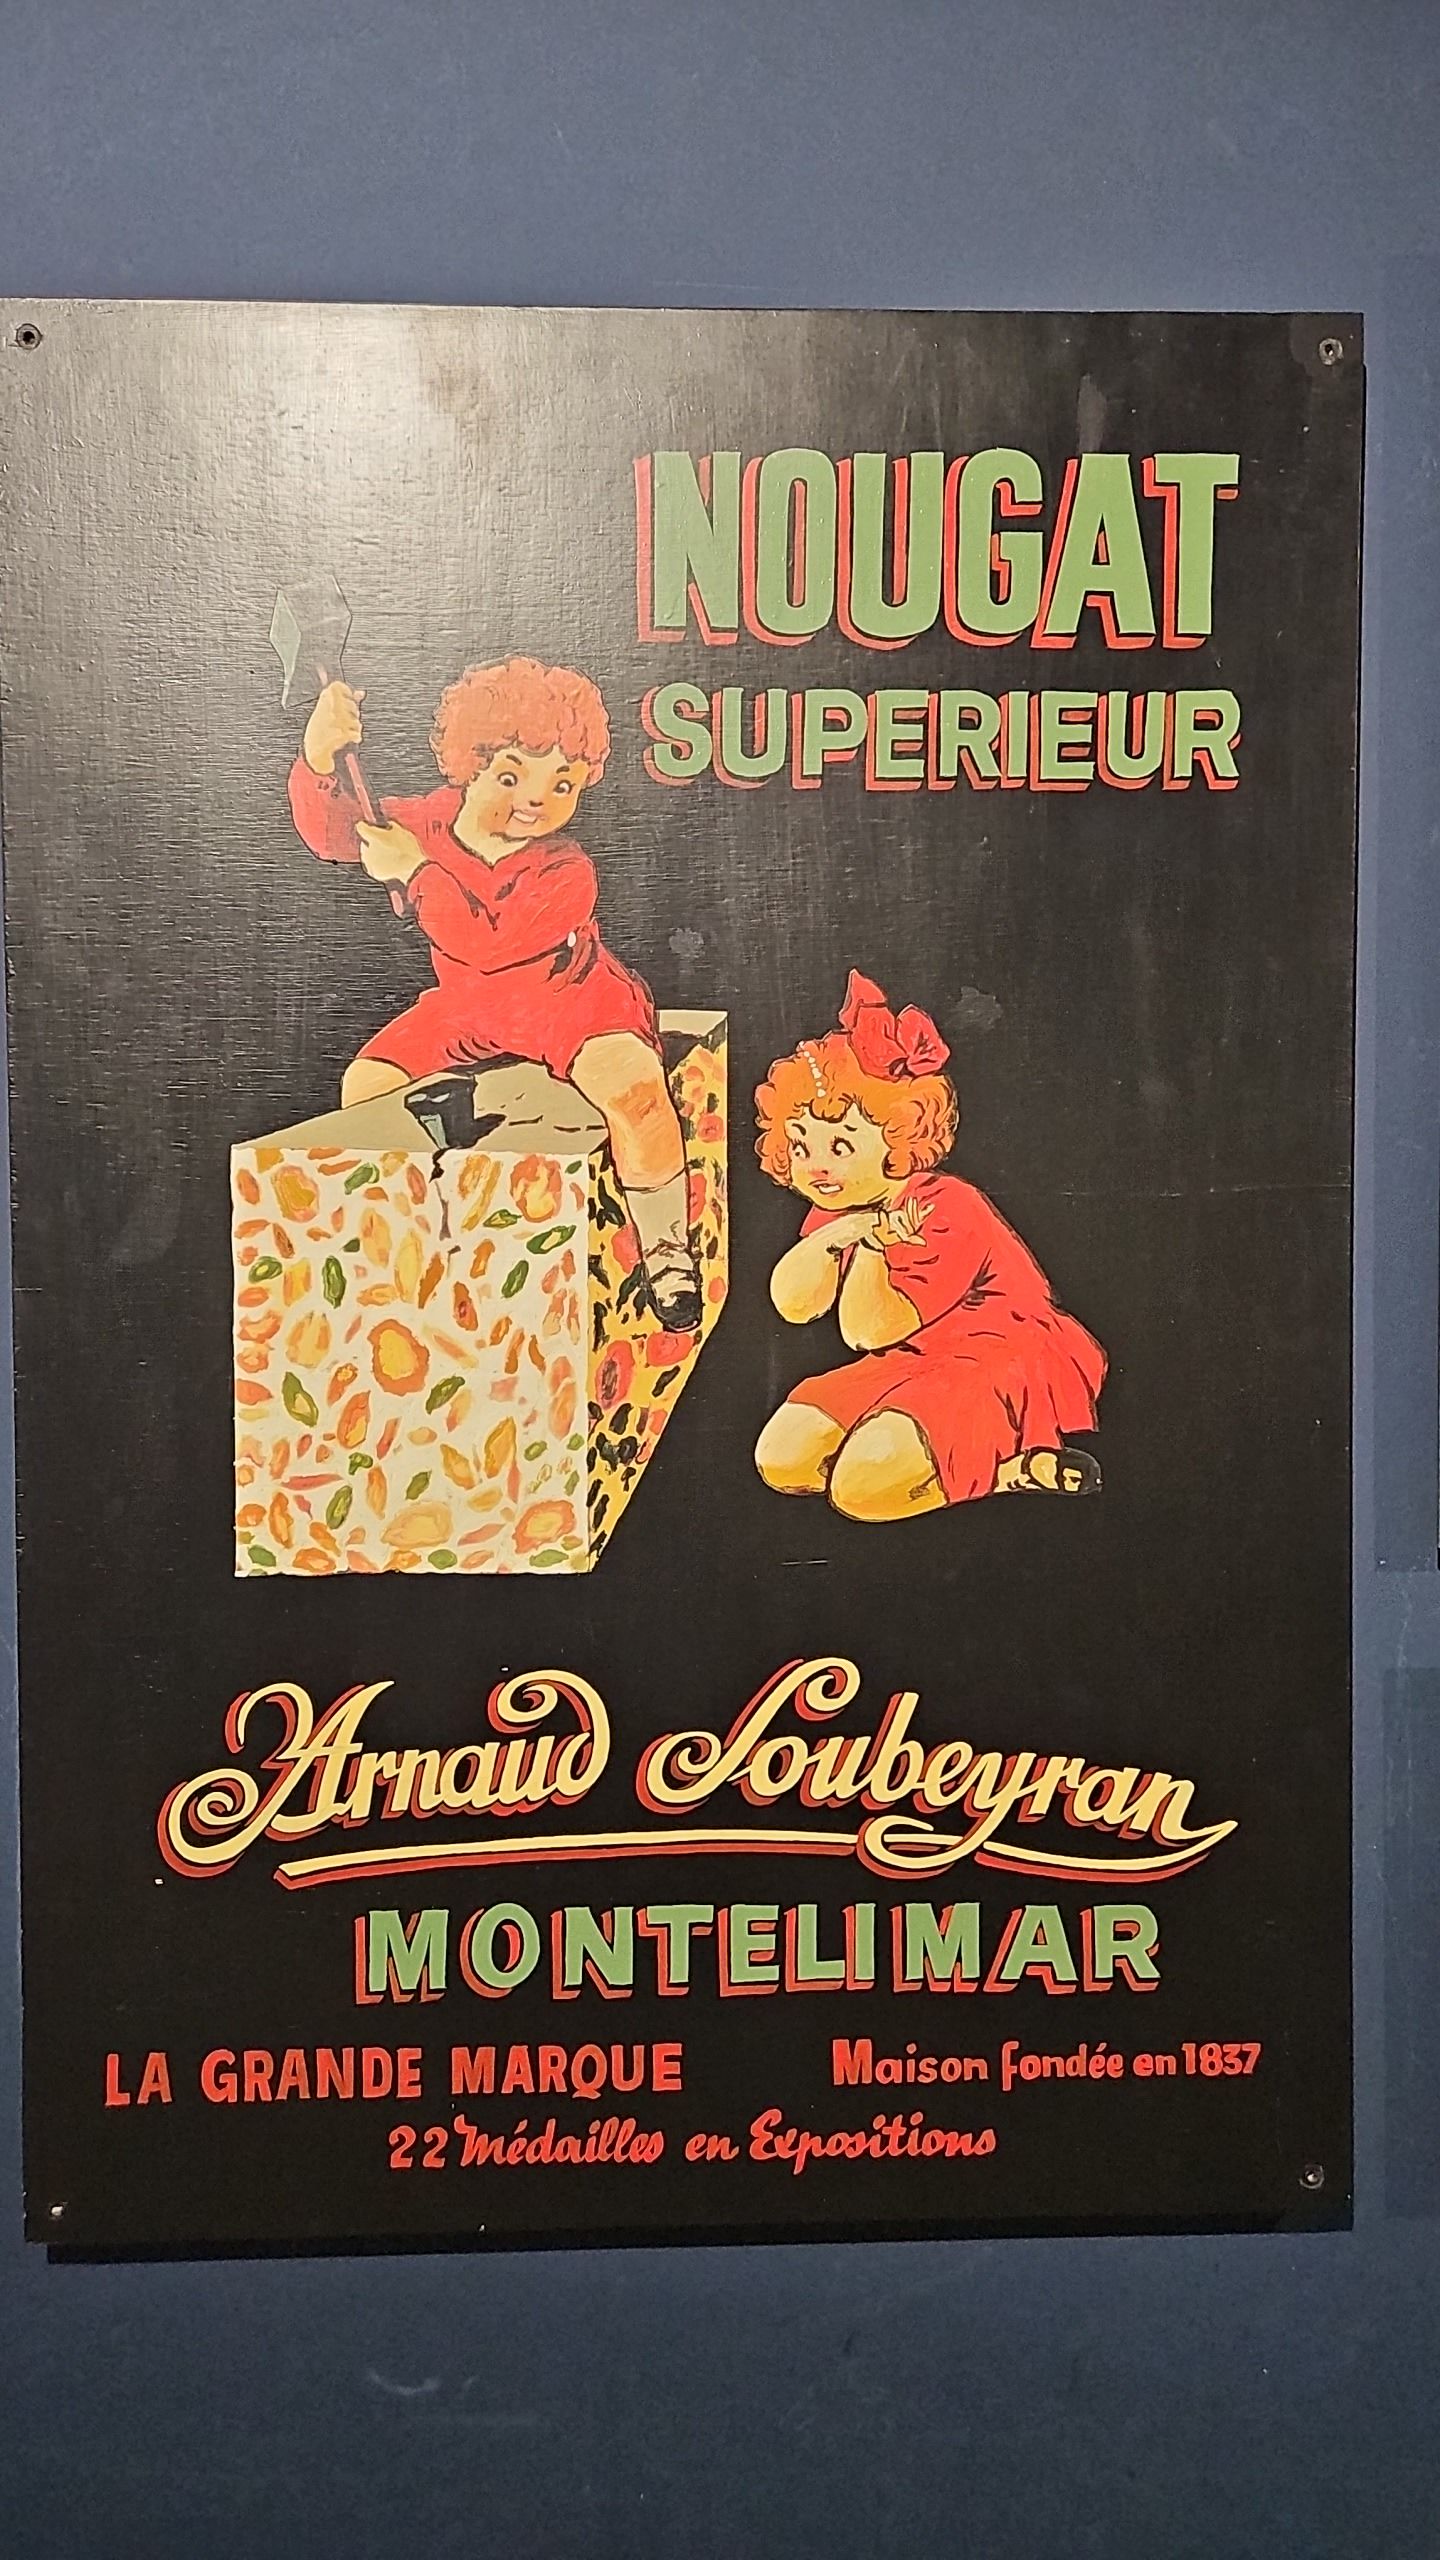 NOUGAT
SUPERIEUR
Arnaud Soubeyran
MONTELIMAR
LA GRANDE MARQUE Maison fondée en 1837
22 Médailles en Expositions